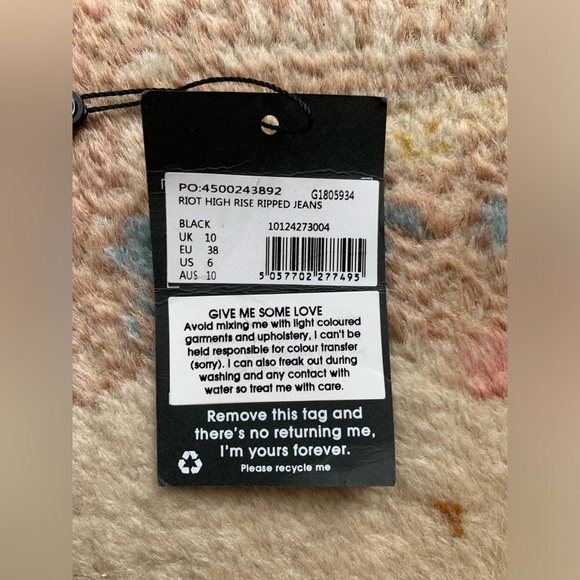 PO:4500243892 G1805934
RIOT HIGH RISE RIPPED JEANS
BLACK 10124273004
UK 10
EU 38
US 6
AUS 10
5 057702 277495
GIVE ME SOME LOVE
Avoid mixing me with light coloured
garments and upholstery, I can't be
held responsible for colour transfer
(sorry). I can also freak out during
washing and any contact with
water so treat me with care.
Remove this tag and
there's no returning me,
I'm yours forever.
Please recycle me